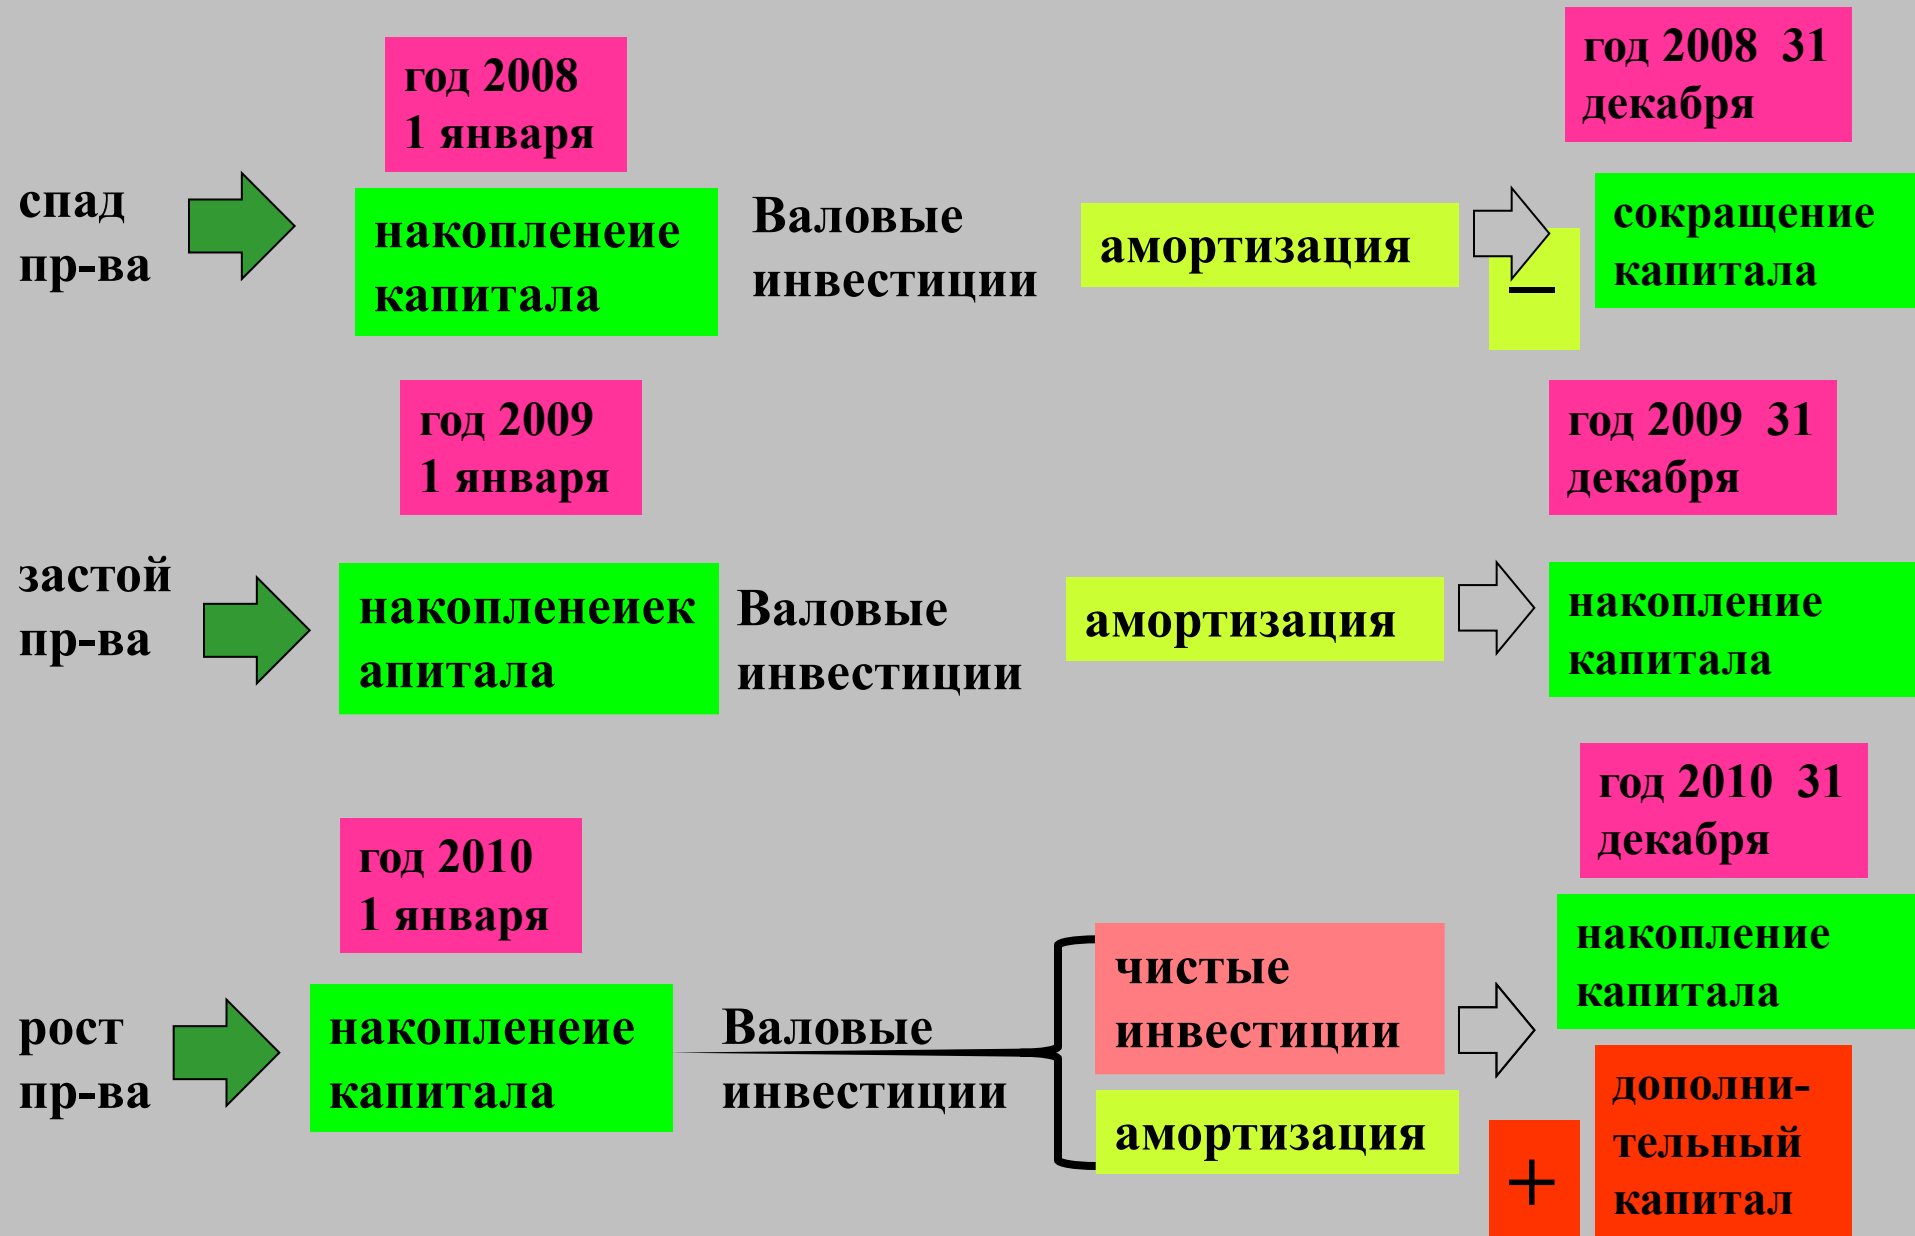 год 2008
1 января
год 2008 31
декабря
спад
пр-ва
накопленеие
капитала
Валовые
инвестиции
амортизация
–
сокращение
капитала
год 2009
1 января
год 2009 31
декабря
застой
пр-ва
накопленеиек
апитала
Валовые
инвестиции
амортизация
накопление
капитала
год 2010
1 января
год 2010 31
декабря
рост
пр-ва
накопленеие
капитала
Валовые
инвестиции
чистые
инвестиции
амортизация
накопление
капитала
+
дополни-
тельный
капитал